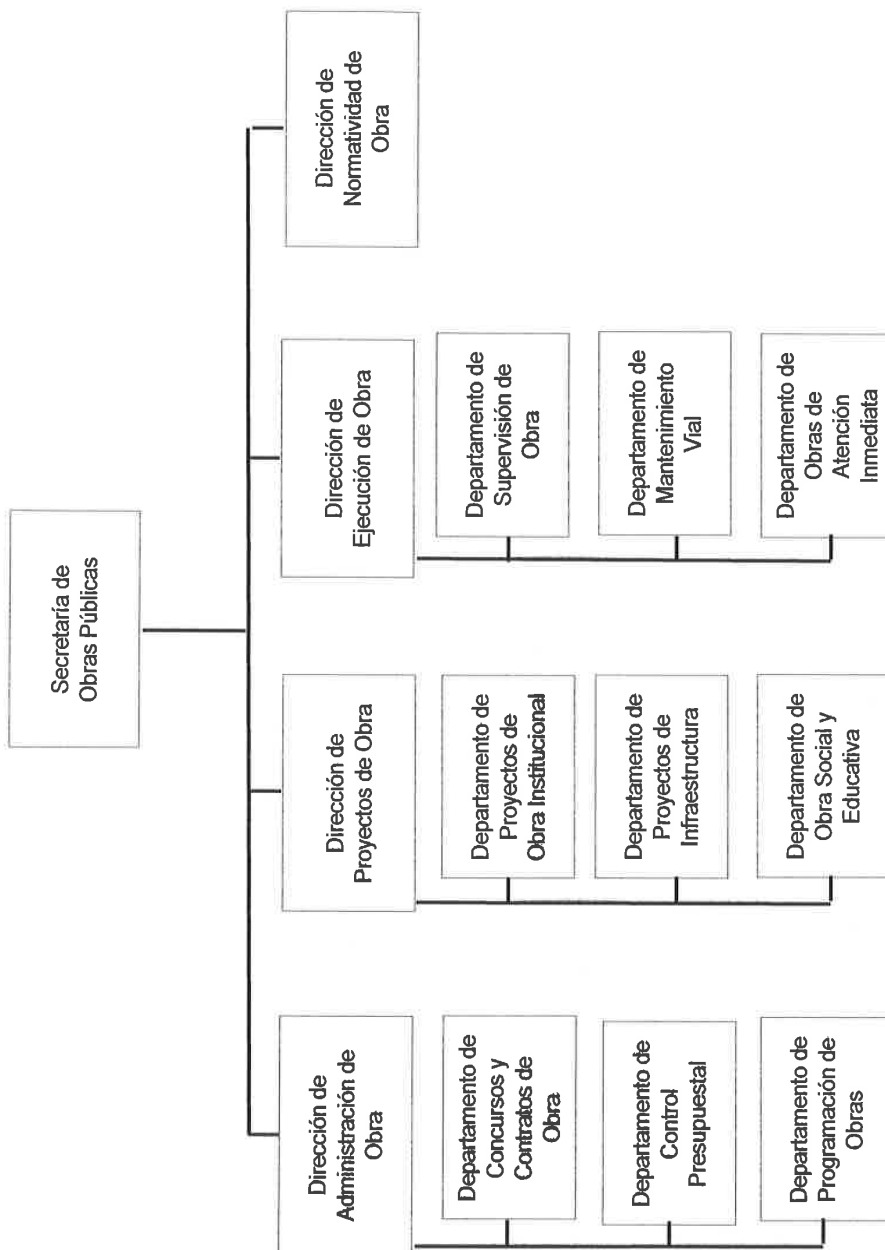 Secretaría de
Obras Públicas
Dirección de
Administración de
Obra
Dirección de
Proyectos de Obra
Dirección de
Ejecución de Obra
Dirección de
Normatividad de
Obra
Departamento de
Concursos y
Contratos de
Obra
Departamento de
Proyectos de
Obra Institucional
Departamento de
Supervisión de
Obra
Departamento de
Control
Presupuestal
Departamento de
Proyectos de
Infraestructura
Departamento de
Mantenimiento
Vial
Departamento de
Programación de
Obras
Departamento de
Obra Social y
Educativa
Departamento de
Obras de
Atención
Inmediata